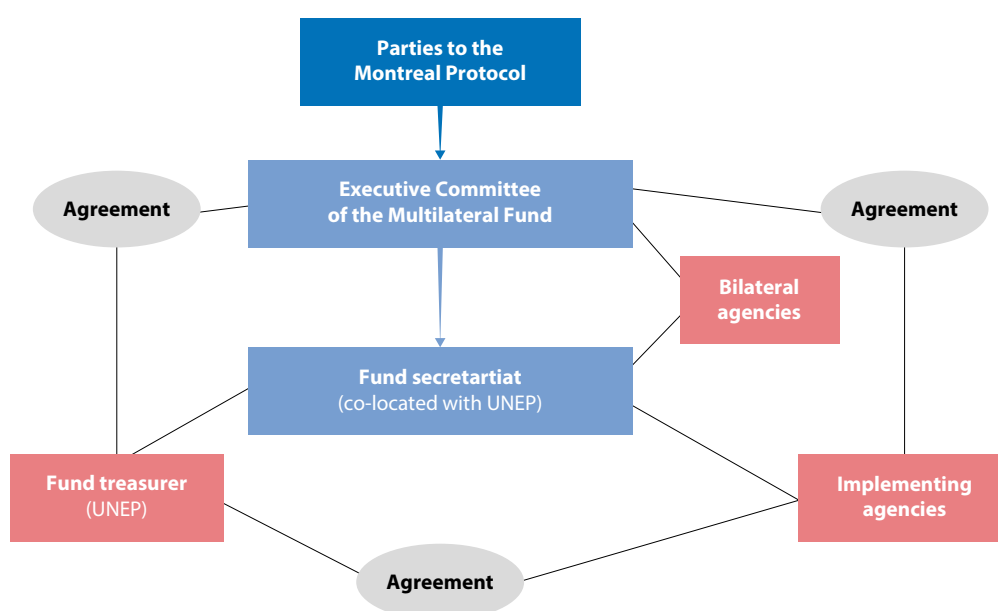 Parties to the
Montreal Protocol
Executive Committee
of the Multilateral Fund
Agreement
Agreement
Bilateral
agencies
Fund secretartiat
(co-located with UNEP)
Fund treasurer
(UNEP)
Implementing
agencies
Agreement